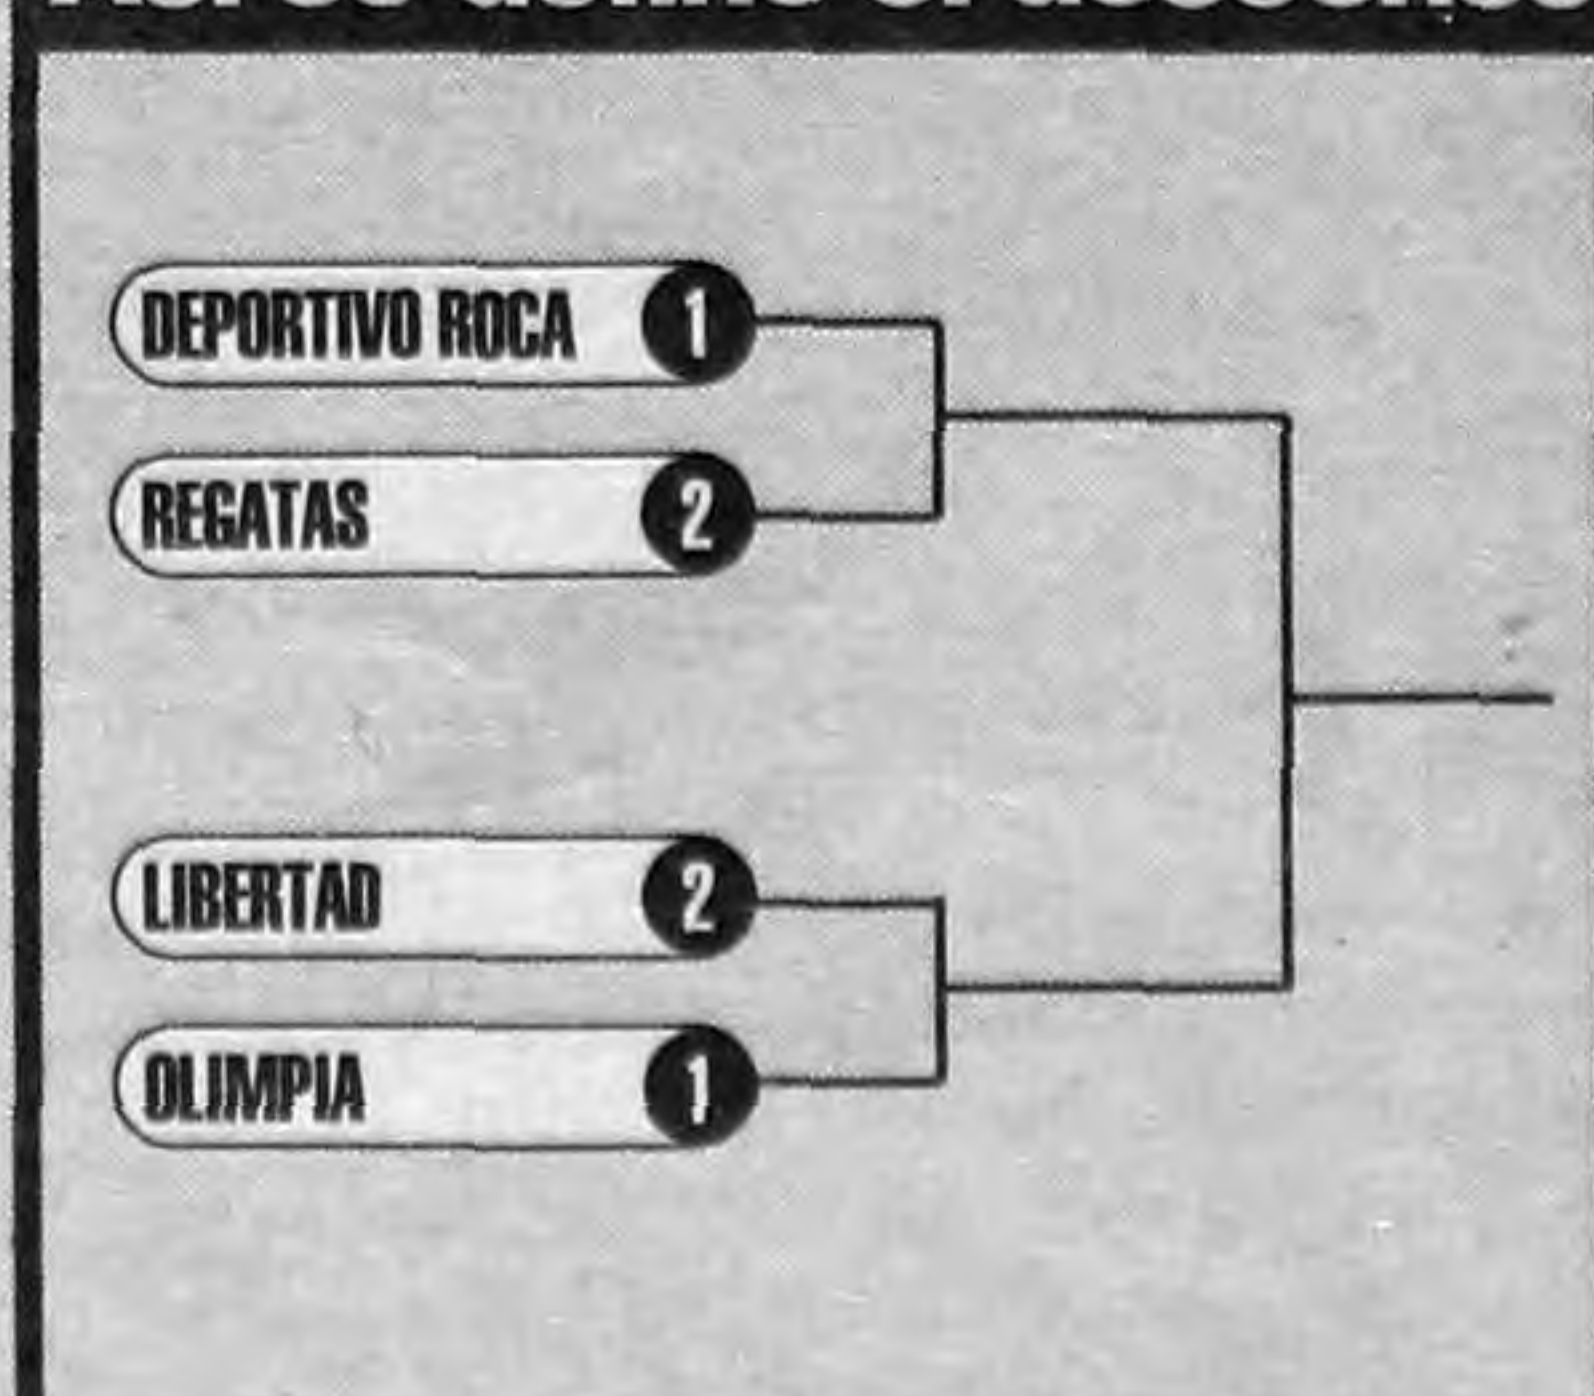 DEPORTIVO ROCA 1
REGATAS 2
LIBERTAD 2
OLIMPIA 1